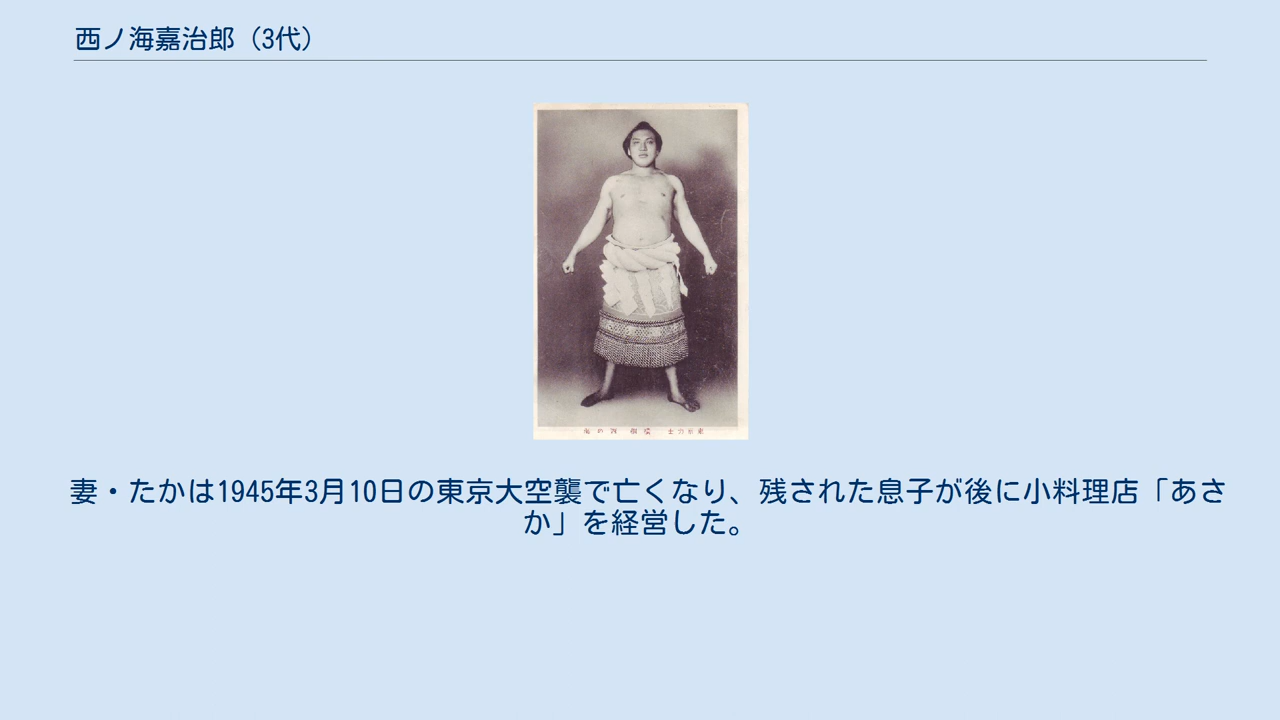 西ノ海嘉治郎（3代）
妻・たかは1945年3月10日の東京大空襲で亡くなり、残された息子が後に小料理店「あさ
か」を経営した。